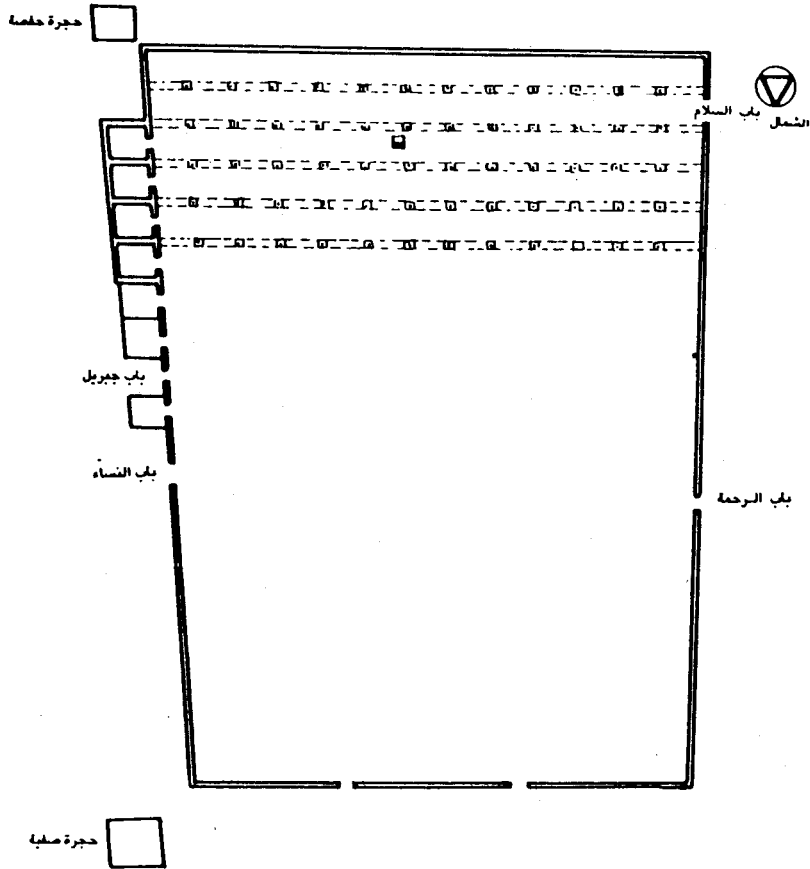 حجرة حفصة
باب السلام
الشمال
باب جبريل
باب النساء
باب الرحمة
حجرة صفية